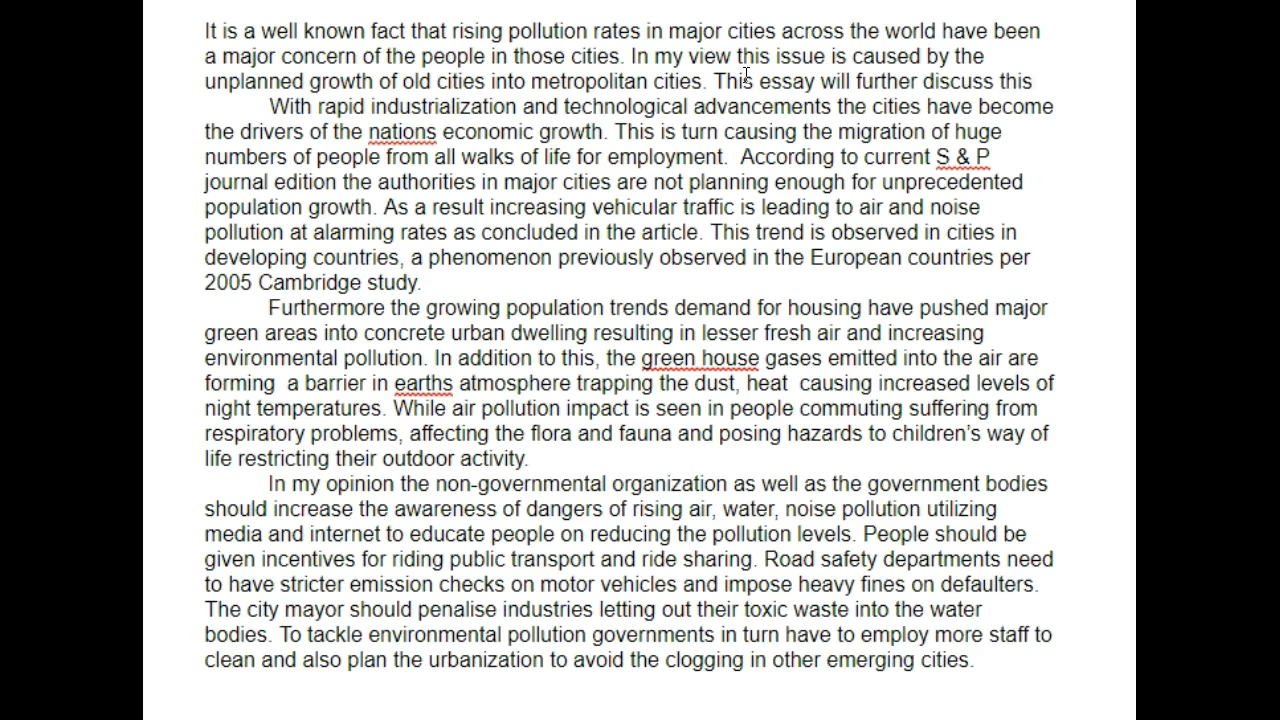 It is a well known fact that rising pollution rates in major cities across the world have been
a major concern of the people in those cities. In my view this issue is caused by the
unplanned growth of old cities into metropolitan cities. This essay will further discuss this
With rapid industrialization and technological advancements the cities have become
the drivers of the nations economic growth. This is turn causing the migration of huge
numbers of people from all walks of life for employment.  According to current S & P
journal edition the authorities in major cities are not planning enough for unprecedented
population growth. As a result increasing vehicular traffic is leading to air and noise
pollution at alarming rates as concluded in the article. This trend is observed in cities in
developing countries, a phenomenon previously observed in the European countries per
2005 Cambridge study.
Furthermore the growing population trends demand for housing have pushed major
green areas into concrete urban dwelling resulting in lesser fresh air and increasing
environmental pollution. In addition to this, the green house gases emitted into the air are
forming  a barrier in earths atmosphere trapping the dust, heat  causing increased levels of
night temperatures. While air pollution impact is seen in people commuting suffering from
respiratory problems, affecting the flora and fauna and posing hazards to children’s way of
life restricting their outdoor activity.
In my opinion the non-governmental organization as well as the government bodies
should increase the awareness of dangers of rising air, water, noise pollution utilizing
media and internet to educate people on reducing the pollution levels. People should be
given incentives for riding public transport and ride sharing. Road safety departments need
to have stricter emission checks on motor vehicles and impose heavy fines on defaulters.
The city mayor should penalise industries letting out their toxic waste into the water
bodies. To tackle environmental pollution governments in turn have to employ more staff to
clean and also plan the urbanization to avoid the clogging in other emerging cities.